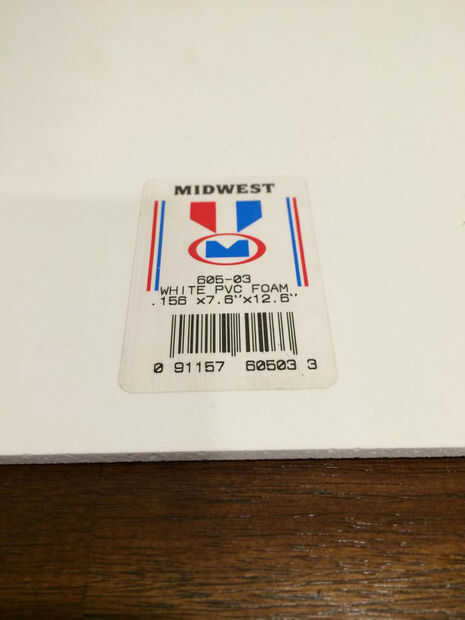 MIDWEST
M
605-03
WHITE PVC FOAM
.156 x7.6"x12.6"
0 91157 60503 3